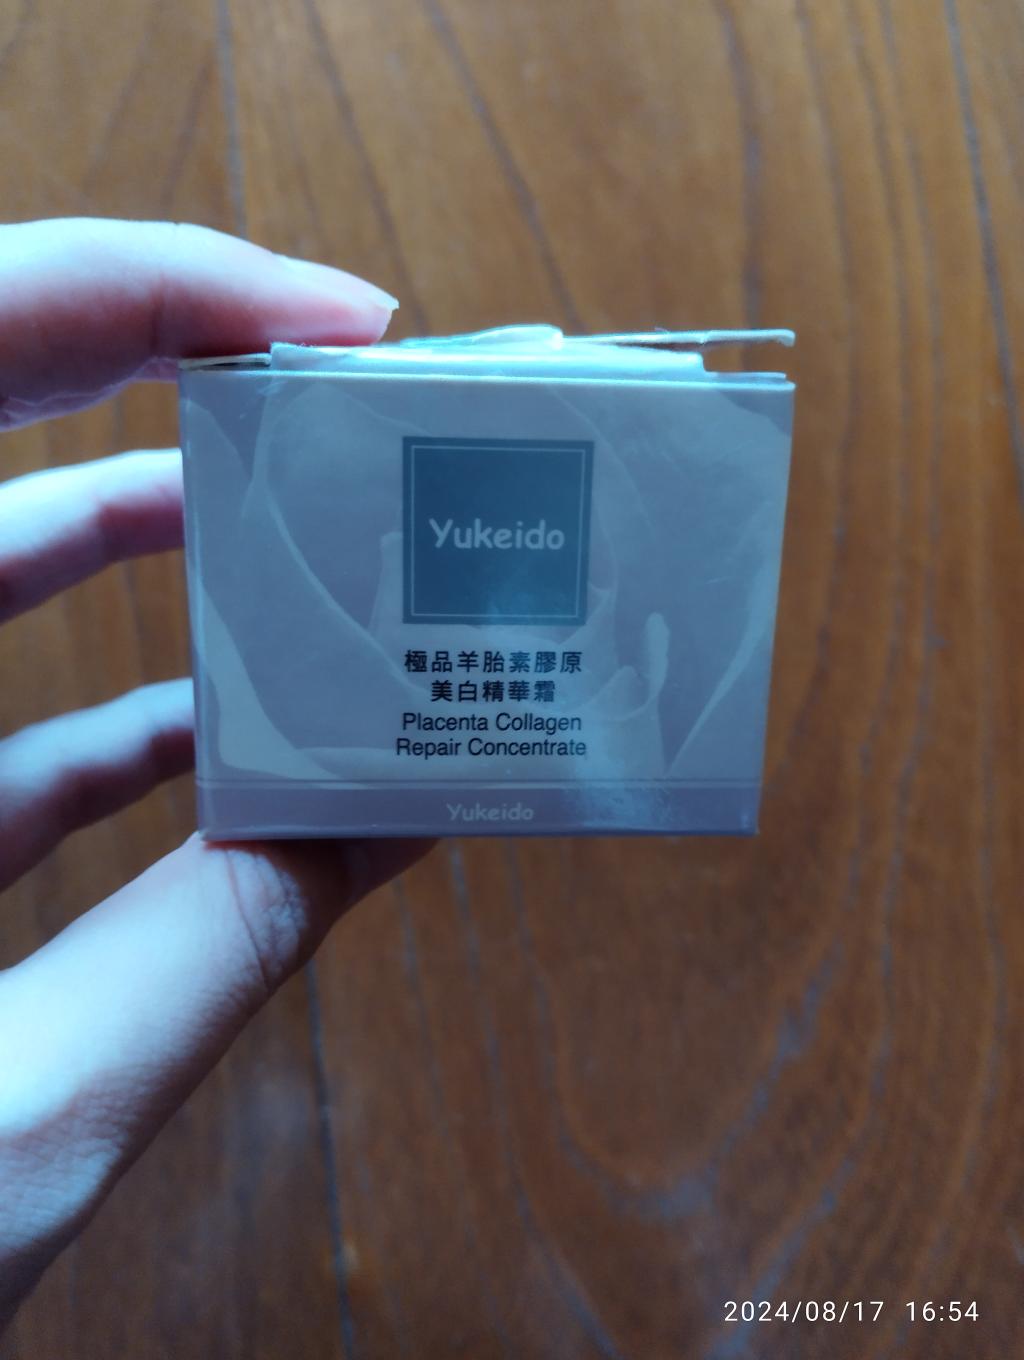 Yukeido
極品羊胎素膠原
美白精華霜
Placenta Collagen
Repair Concentrate
Yukeido
2024/08/17 16:54